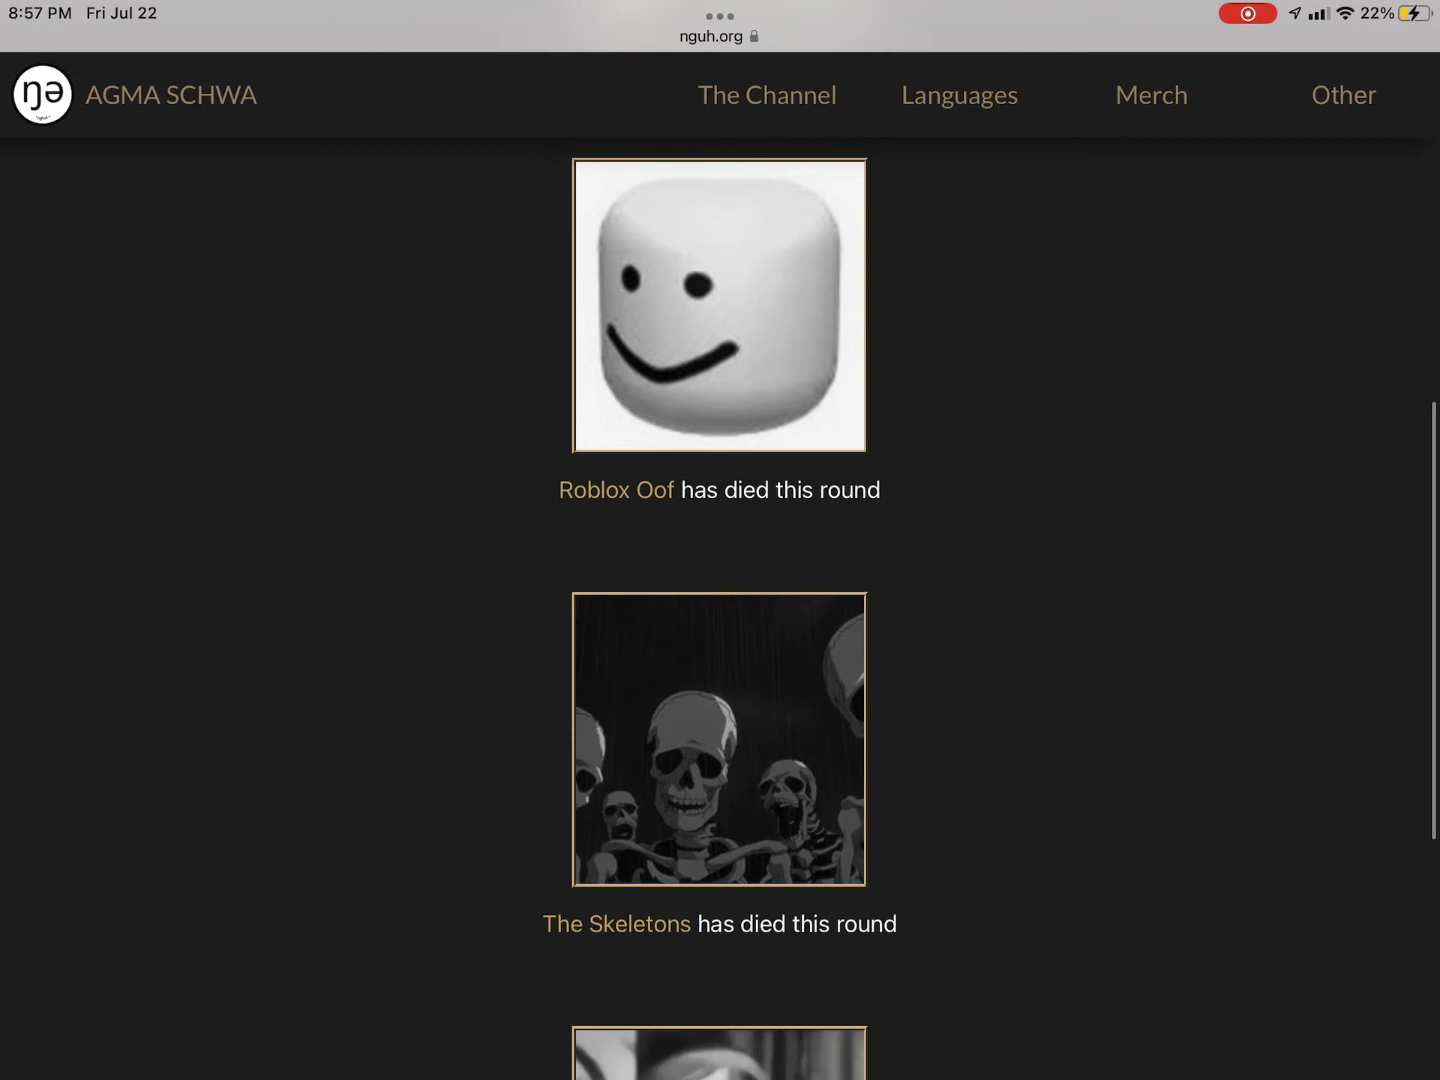 8:57 PM Fri Jul 22
22%
nguh.org
ŋə AGMA SCHWA The Channel Languages Merch Other
Roblox Oof has died this round
The Skeletons has died this round